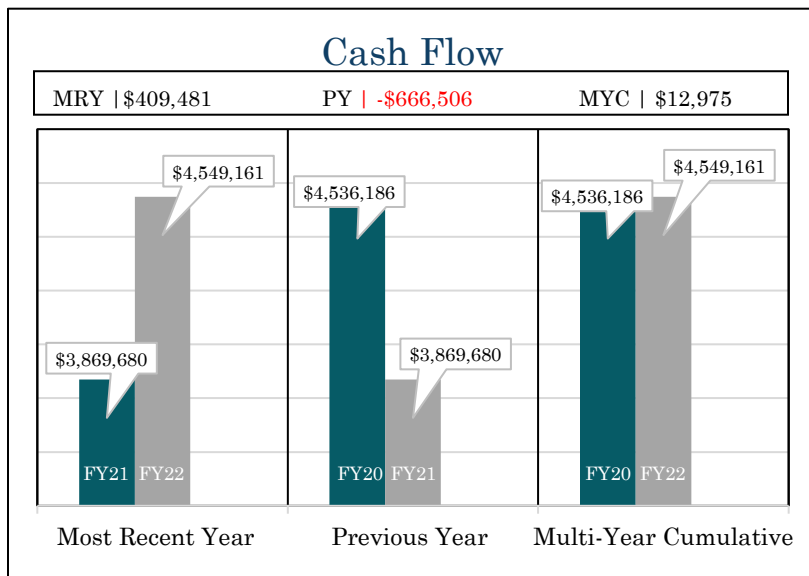 Cash Flow
MRY | $409,481 PY | -$666,506 MYC | $12,975
$4,549,161
$3,869,680
FY21 FY22
Most Recent Year
$4,536,186
$3,869,680
FY20 FY21
Previous Year
$4,536,186
$4,549,161
FY20 FY22
Multi-Year Cumulative